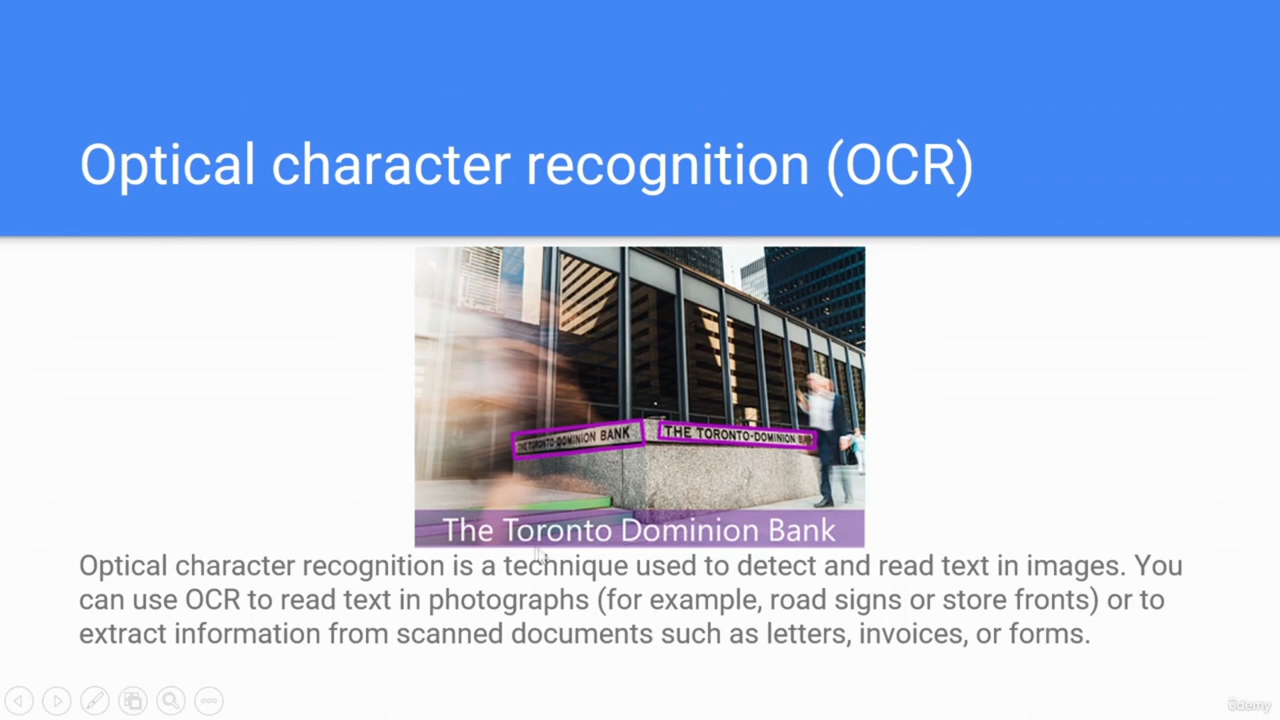 Optical character recognition (OCR)
THE TORONTO-DOMINION BANK
THE TORONTO-DOMINION BANK
The Toronto Dominion Bank
Optical character recognition is a technique used to detect and read text in images. You
can use OCR to read text in photographs (for example, road signs or store fronts) or to
extract information from scanned documents such as letters, invoices, or forms.
ûdemy